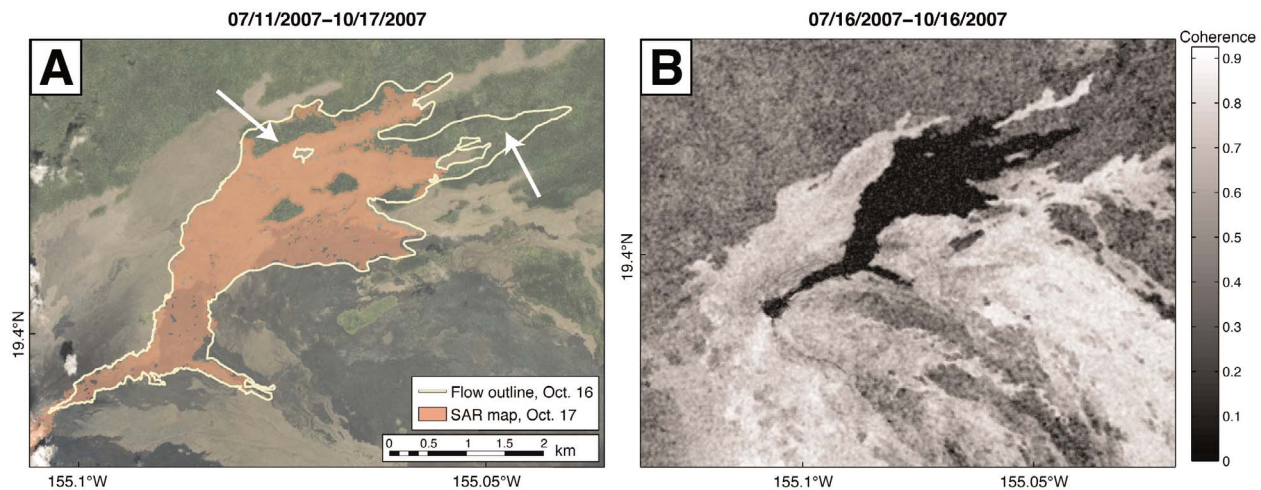 07/11/2007–10/17/2007
07/16/2007–10/16/2007
A
B
Coherence
0.9
0.8
0.7
0.6
0.5
0.4
0.3
0.2
0.1
0
19.4°N
19.4°N
Flow outline, Oct. 16
SAR map, Oct. 17
0 0.5 1 1.5 2
km
155.1°W
155.05°W
155.1°W
155.05°W